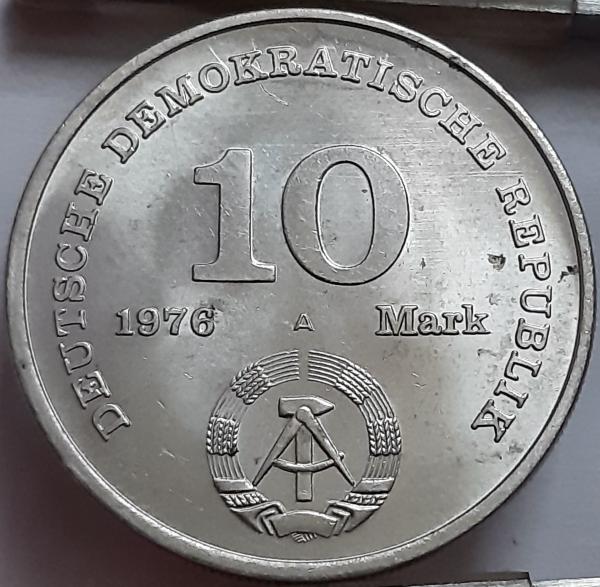 DEUTSCHE DEMOKRATISCHE REPUBLIK
10
1976 A Mark